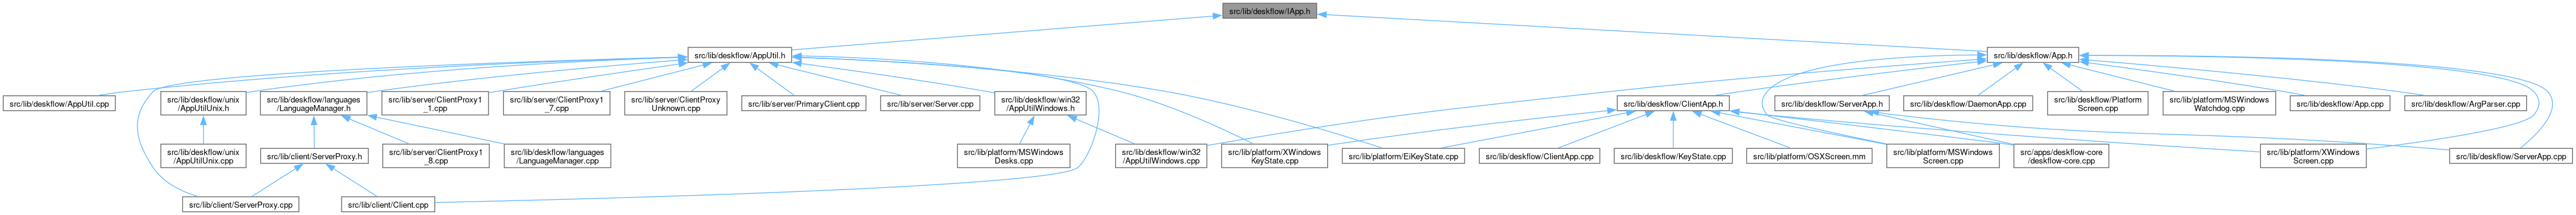 src/lib/deskflow/IApp.h
src/lib/deskflow/AppUtil.h
src/lib/deskflow/App.h
src/lib/deskflow/AppUtil.cpp
src/lib/deskflow/unix
/AppUtilUnix.h
src/lib/deskflow/languages
/LanguageManager.h
src/lib/server/ClientProxy1
_1.cpp
src/lib/server/ClientProxy1
_7.cpp
src/lib/server/ClientProxy
Unknown.cpp
src/lib/server/PrimaryClient.cpp
src/lib/server/Server.cpp
src/lib/deskflow/win32
/AppUtilWindows.h
src/lib/deskflow/ClientApp.h
src/lib/deskflow/ServerApp.h
src/lib/deskflow/DaemonApp.cpp
src/lib/deskflow/Platform
Screen.cpp
src/lib/platform/MSWindows
Watchdog.cpp
src/lib/deskflow/App.cpp
src/lib/deskflow/ArgParser.cpp
src/lib/deskflow/unix
/AppUtilUnix.cpp
src/lib/client/ServerProxy.h
src/lib/server/ClientProxy1
_8.cpp
src/lib/deskflow/languages
/LanguageManager.cpp
src/lib/platform/MSWindows
Desks.cpp
src/lib/deskflow/win32
/AppUtilWindows.cpp
src/lib/platform/XWindows
KeyState.cpp
src/lib/platform/EiKeyState.cpp
src/lib/deskflow/ClientApp.cpp
src/lib/deskflow/KeyState.cpp
src/lib/platform/OSXScreen.mm
src/lib/platform/MSWindows
Screen.cpp
src/apps/deskflow-core
/deskflow-core.cpp
src/lib/platform/XWindows
Screen.cpp
src/lib/deskflow/ServerApp.cpp
src/lib/client/ServerProxy.cpp
src/lib/client/Client.cpp